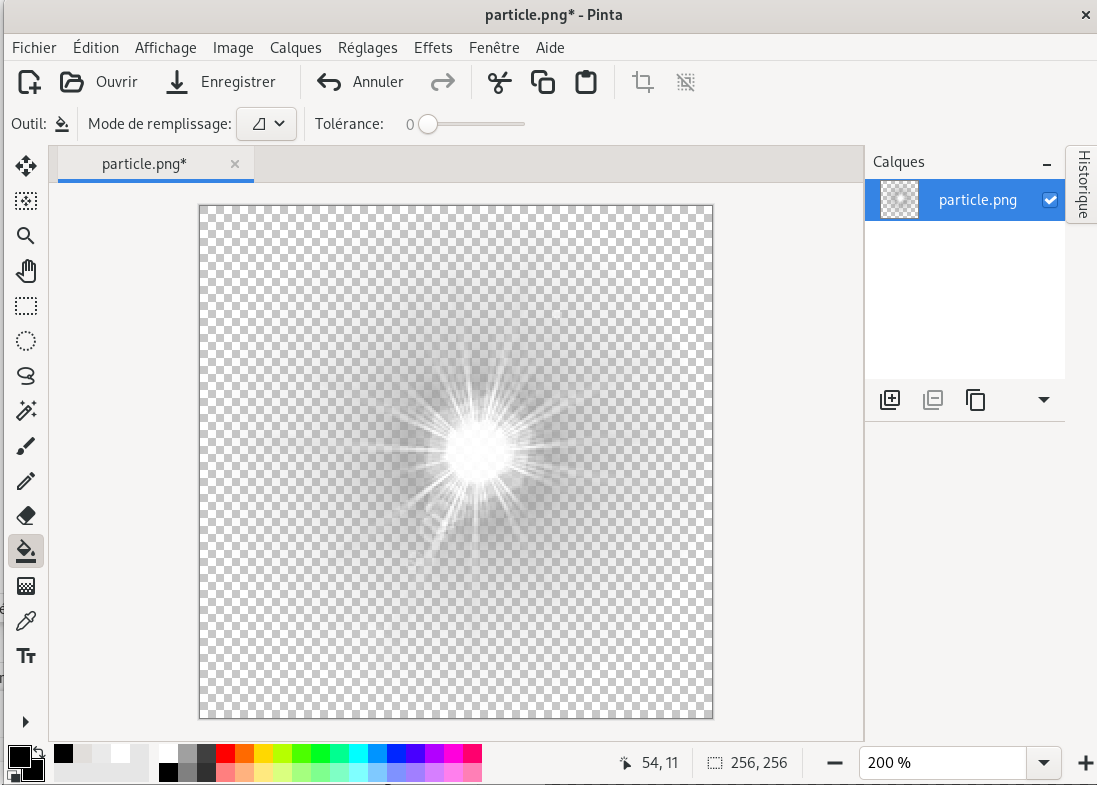 particle.png* - Pinta
Fichier Édition Affichage Image Calques Réglages Effets Fenêtre Aide
Ouvrir Enregistrer Annuler
Outil: Mode de remplissage: Tolérance: 0
particle.png*
Calques
Historique
particle.png
54, 11 256, 256 200 %